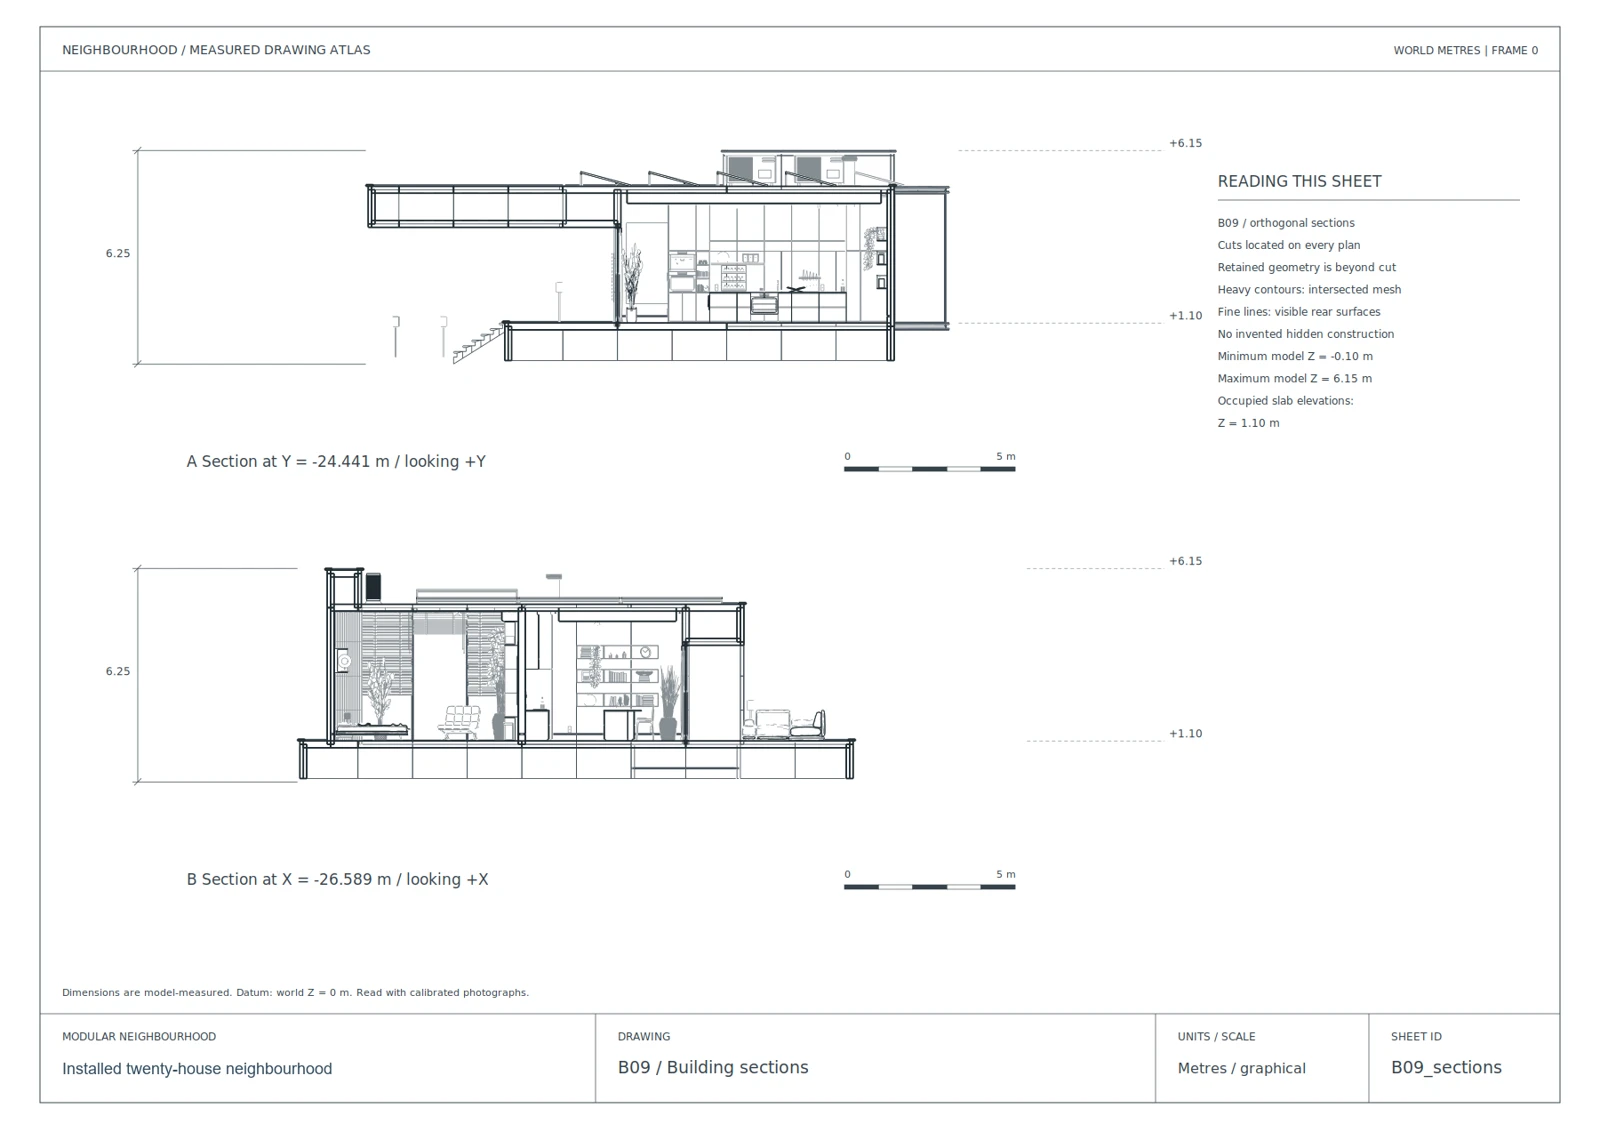 NEIGHBOURHOOD / MEASURED DRAWING ATLAS
WORLD METRES | FRAME 0
+6.15
6.25
+1.10
READING THIS SHEET
B09 / orthogonal sections
Cuts located on every plan
Retained geometry is beyond cut
Heavy contours: intersected mesh
Fine lines: visible rear surfaces
No invented hidden construction
Minimum model Z = -0.10 m
Maximum model Z = 6.15 m
Occupied slab elevations:
Z = 1.10 m
A Section at Y = -24.441 m / looking +Y
0 5 m
+6.15
6.25
+1.10
B Section at X = -26.589 m / looking +X
0 5 m
Dimensions are model-measured. Datum: world Z = 0 m. Read with calibrated photographs.
MODULAR NEIGHBOURHOOD
Installed twenty-house neighbourhood
DRAWING
B09 / Building sections
UNITS / SCALE
Metres / graphical
SHEET ID
B09_sections